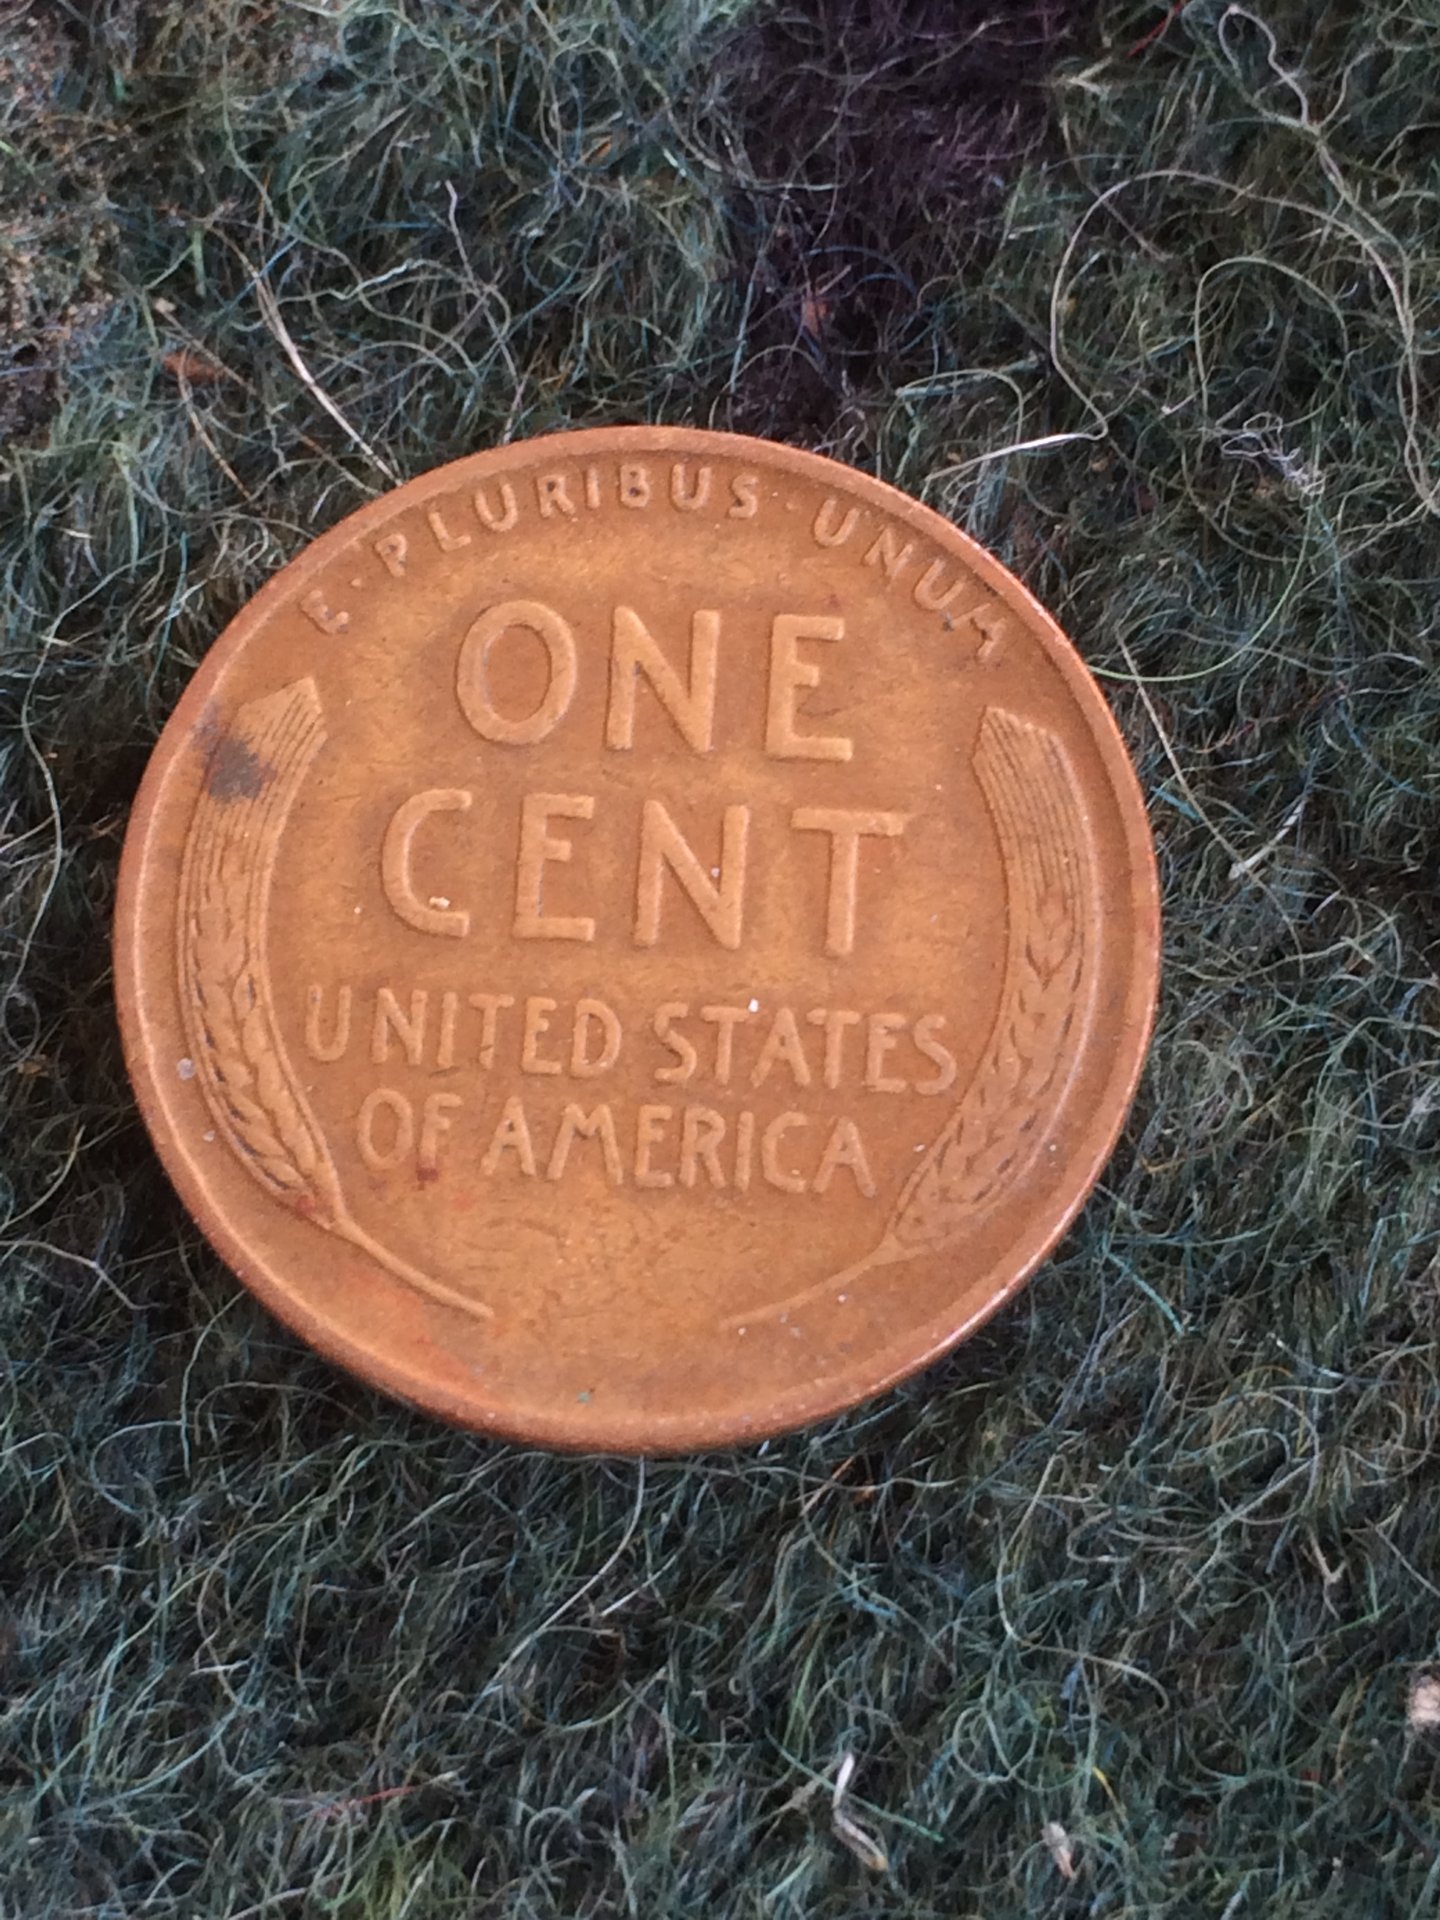 E·PLURIBUS·UNUM
ONE
CENT
UNITED STATES
OF AMERICA